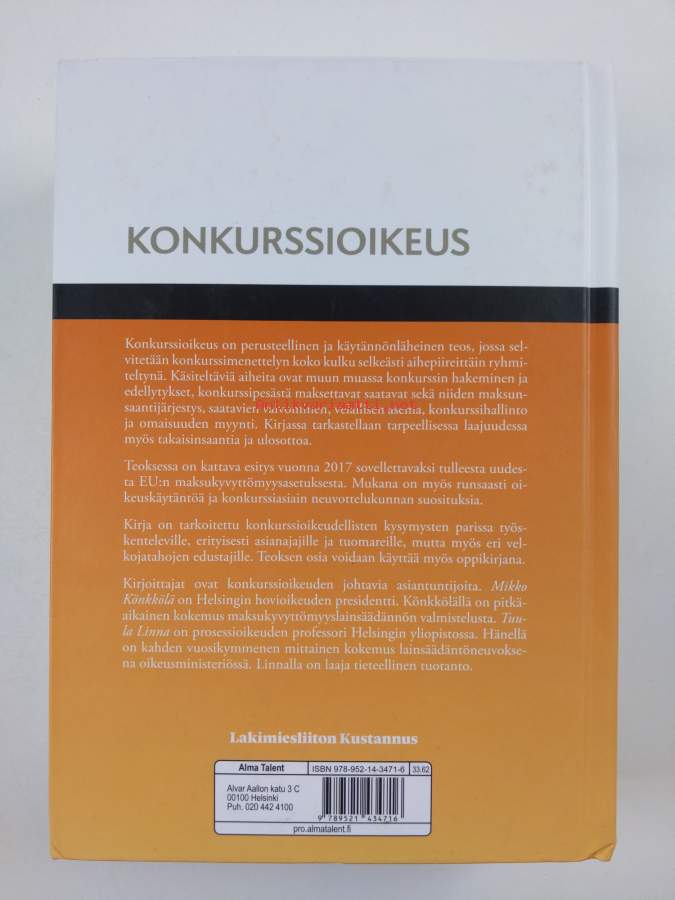 KONKURSSIOIKEUS
Konkurssioikeus on perusteellinen ja käytännönläheinen teos, jossa sel-
vitetään konkurssimenettelyn koko kulku selkeästi aihepiireittäin ryhmi-
teltynä. Käsiteltäviä aiheita ovat muun muassa konkurssin hakeminen ja
edellytykset, konkurssipesästä maksettavat saatavat sekä niiden maksun-
saantijärjestys, saatavien valvominen, velallisen asema, konkurssihallinto
ja omaisuuden myynti. Kirjassa tarkastellaan tarpeellisessa laajuudessa
myös takaisinsaantia ja ulosottoa.
Teoksessa on kattava esitys vuonna 2017 sovellettavaksi tulleesta uudes-
ta EU:n maksukyvyttömyysasetuksesta. Mukana on myös runsaasti oi-
keuskäytäntöä ja konkurssiasiain neuvottelukunnan suosituksia.
Kirja on tarkoitettu konkurssioikeudellisten kysymysten parissa työs-
kenteleville, erityisesti asianajajille ja tuomareille, mutta myös eri vel-
kojatahojen edustajille. Teoksen osia voidaan käyttää myös oppikirjana.
Kirjoittajat ovat konkurssioikeuden johtavia asiantuntijoita. Mikko
Könkkölä on Helsingin hovioikeuden presidentti. Könkkölällä on pitkä-
aikainen kokemus maksukyvyttömyyslainsäädännön valmistelusta. Tuu-
la Linna on prosessioikeuden professori Helsingin yliopistossa. Hänellä
on kahden vuosikymmenen mittainen kokemus lainsäädäntöneuvokse-
na oikeusministeriössä. Linnalla on laaja tieteellinen tuotanto.
Lakimiesliiton Kustannus
Alma Talent
ISBN 978-952-14-3471-6
33.62
Alvar Aallon katu 3 C
00100 Helsinki
Puh. 020 442 4100
9 789521 434716
pro.almatalent.fi